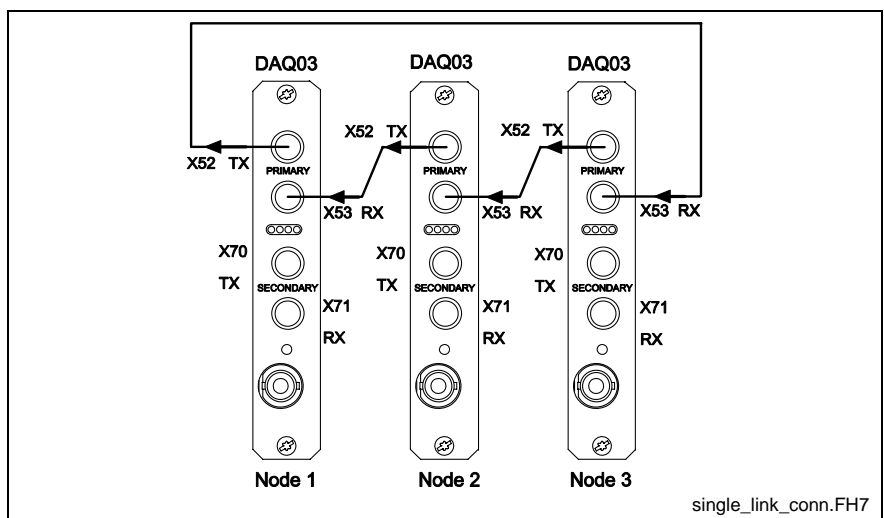 DAQ03 DAQ03 DAQ03
X52 TX X52 TX
X52 TX PRIMARY PRIMARY PRIMARY
X53 RX X53 RX X53 RX
X70 X70 X70
TX SECONDARY TX SECONDARY TX SECONDARY
X71 X71 X71
RX RX RX
Node 1 Node 2 Node 3
single_link_conn.FH7